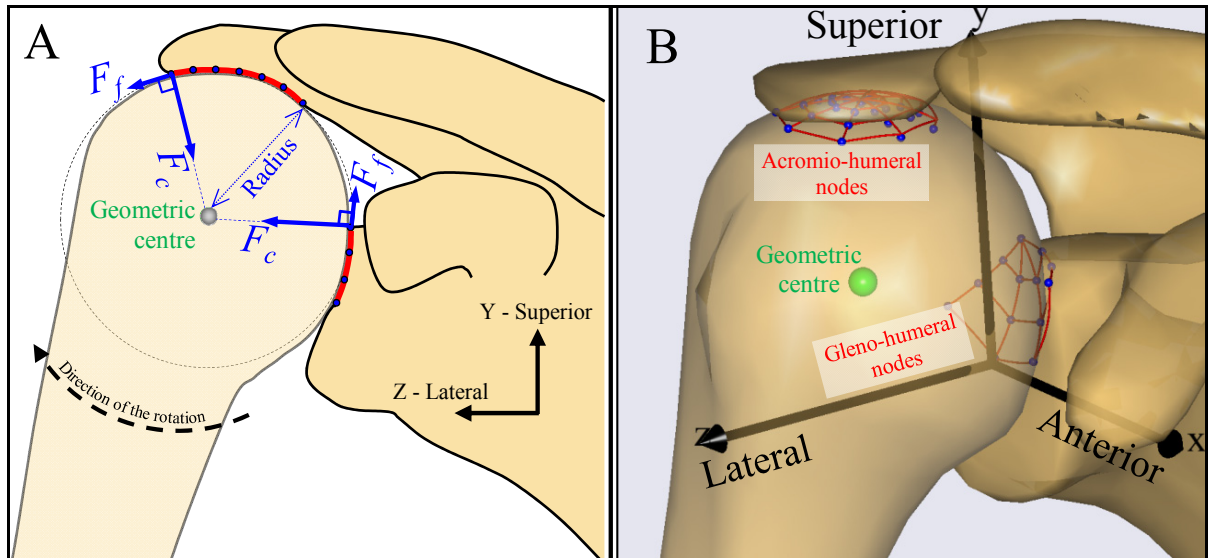 A
F_f
F_c
Radius
F_f
Geometric
centre
F_c
Y - Superior
Z - Lateral
Direction of the rotation
B
Superior
y
Acromio-humeral
nodes
Geometric
centre
Gleno-humeral
nodes
z
Lateral
Anterior
x